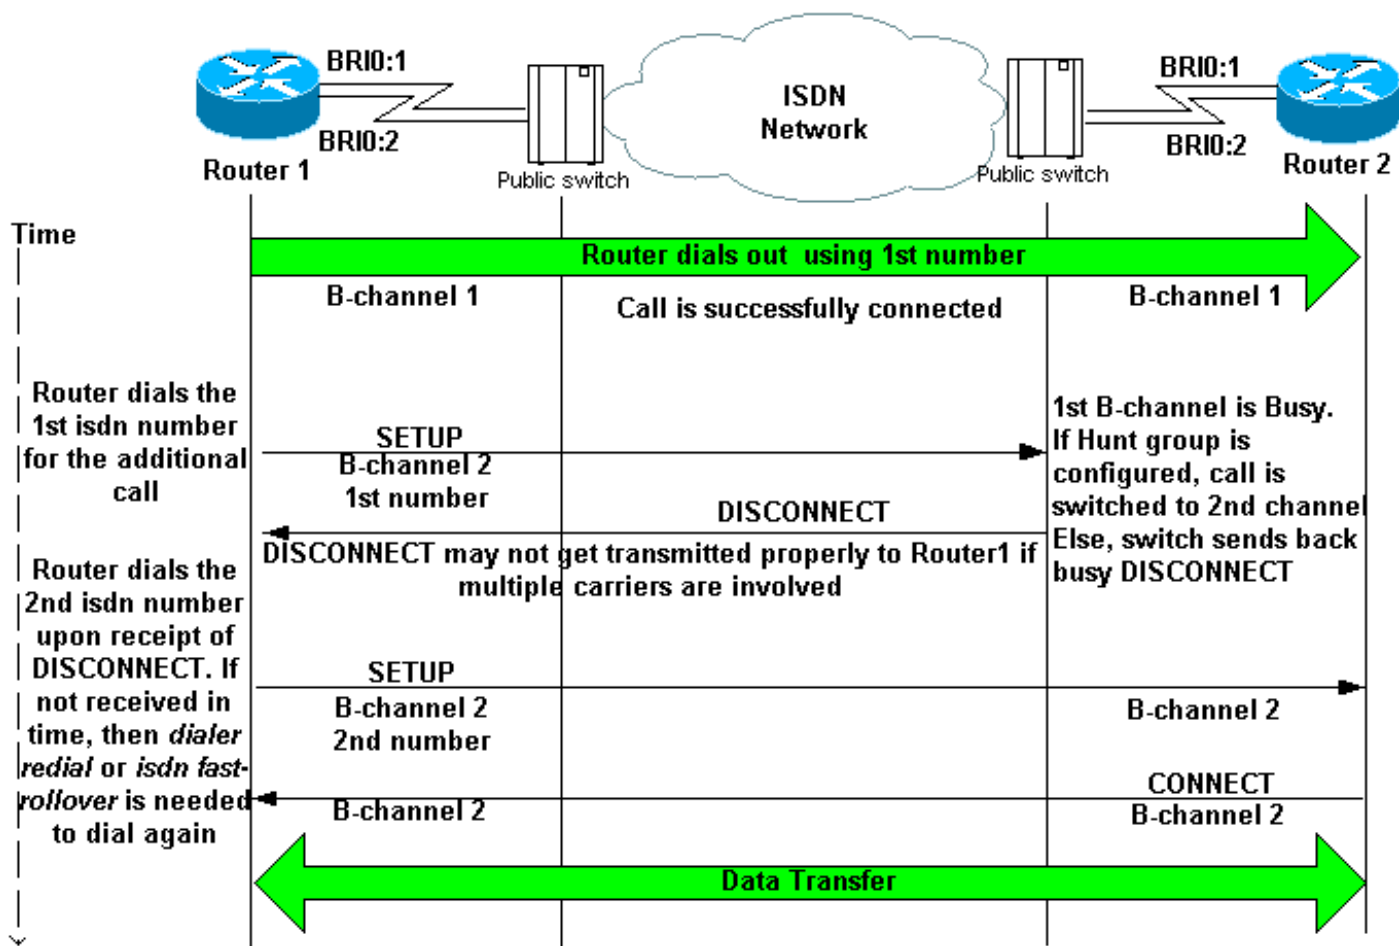 BRI0:1
BRI0:2
Router 1
Public switch
ISDN
Network
Public switch
BRI0:1
BRI0:2
Router 2
Time
Router dials out using 1st number
B-channel 1
B-channel 1
Call is successfully connected
Router dials the
1st isdn number
for the additional
call
SETUP
B-channel 2
1st number
1st B-channel is Busy.
If Hunt group is
configured, call is
switched to 2nd channel
Else, switch sends back
busy DISCONNECT
DISCONNECT
DISCONNECT may not get transmitted properly to Router1 if
multiple carriers are involved
Router dials the
2nd isdn number
upon receipt of
DISCONNECT. If
not received in
time, then dialer
redial or isdn fast-
rollover is needed
to dial again
SETUP
B-channel 2
2nd number
B-channel 2
CONNECT
B-channel 2
B-channel 2
Data Transfer